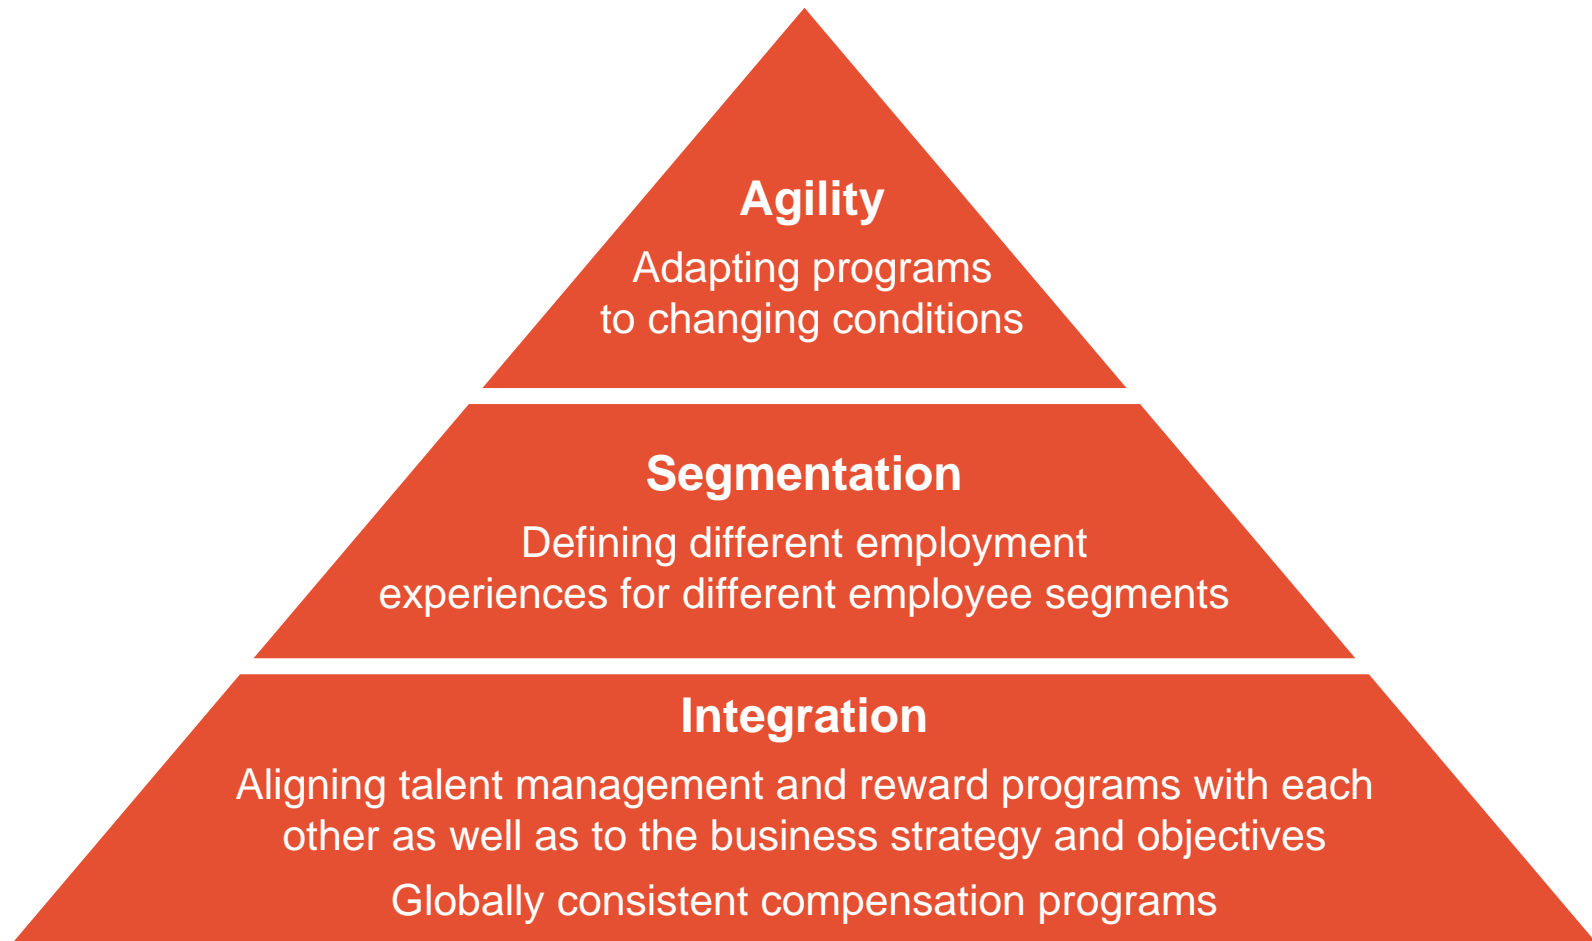 Agility
Adapting programs
to changing conditions
Segmentation
Defining different employment
experiences for different employee segments
Integration
Aligning talent management and reward programs with each
other as well as to the business strategy and objectives
Globally consistent compensation programs